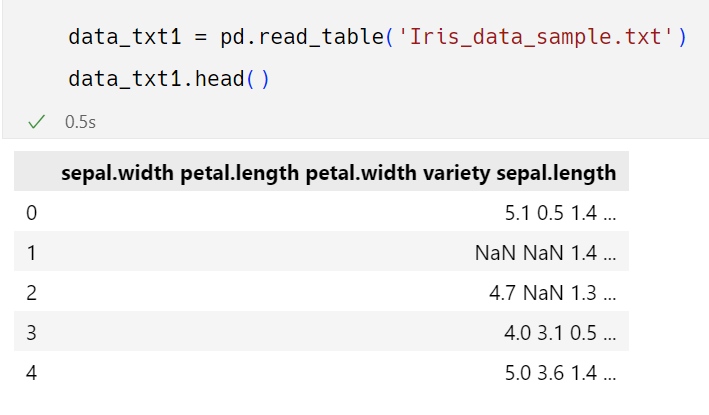 data_txt1 = pd.read_table('Iris_data_sample.txt')
data_txt1.head()
0.5s
sepal.width petal.length petal.width variety sepal.length
0 5.1 0.5 1.4 ...
1 NaN NaN 1.4 ...
2 4.7 NaN 1.3 ...
3 4.0 3.1 0.5 ...
4 5.0 3.6 1.4 ...